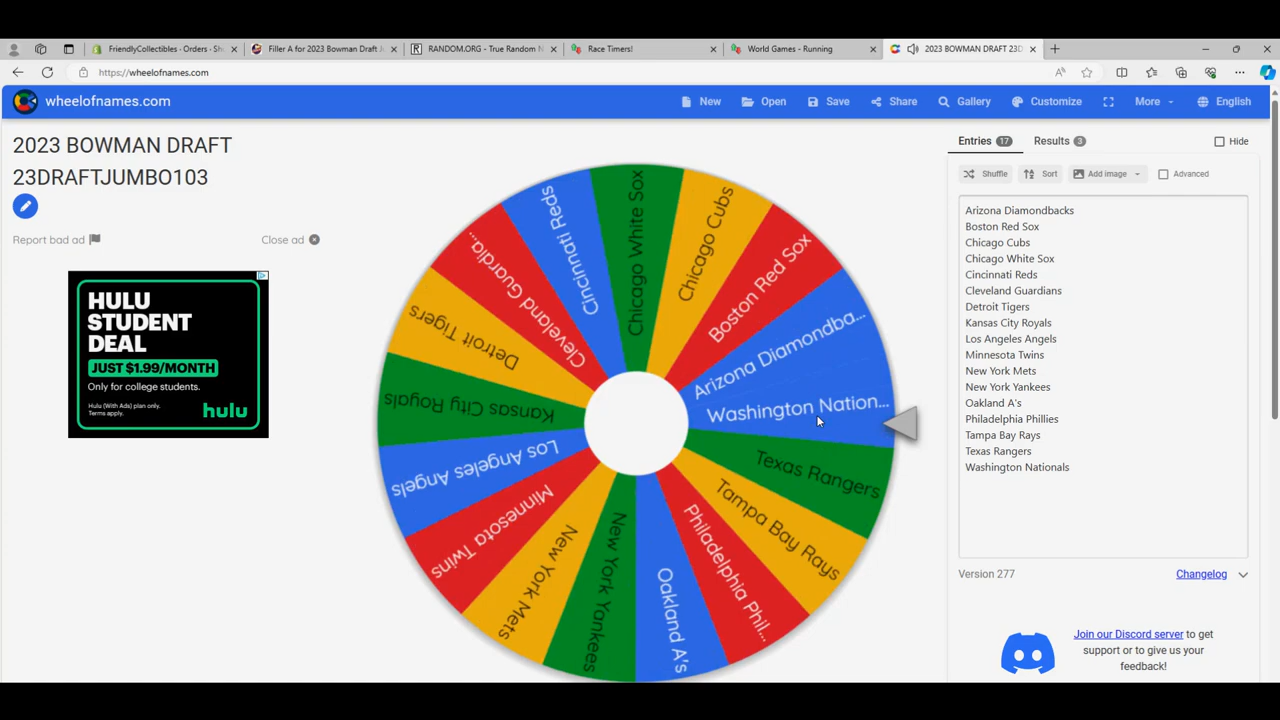 FriendlyCollectibles - Orders - Sh
Filler A for 2023 Bowman Draft Ju
RANDOM.ORG - True Random N
Race Timers!
World Games - Running
2023 BOWMAN DRAFT 23D
https://wheelofnames.com
wheelofnames.com
New
Open
Save
Share
Gallery
Customize
More
English
2023 BOWMAN DRAFT
23DRAFTJUMBO103
Report bad ad
Close ad
HULU
STUDENT
DEAL
JUST $1.99/MONTH
Only for college students.
Hulu (With Ads) plan only.
Terms apply.
hulu
Chicago White Sox
Chicago Cubs
Boston Red Sox
Arizona Diamondba...
Washington Nation...
Texas Rangers
Tampa Bay Rays
Philadelphia Phil...
Oakland A's
New York Yankees
New York Mets
Minnesota Twins
Los Angeles Angels
Kansas City Royals
Detroit Tigers
Cleveland Guardia...
Cincinnati Reds
Entries 17
Results 3
Hide
Shuffle
Sort
Add image
Advanced
Arizona Diamondbacks
Boston Red Sox
Chicago Cubs
Chicago White Sox
Cincinnati Reds
Cleveland Guardians
Detroit Tigers
Kansas City Royals
Los Angeles Angels
Minnesota Twins
New York Mets
New York Yankees
Oakland A's
Philadelphia Phillies
Tampa Bay Rays
Texas Rangers
Washington Nationals
Version 277
Changelog
Join our Discord server to get
support or to give us your
feedback!